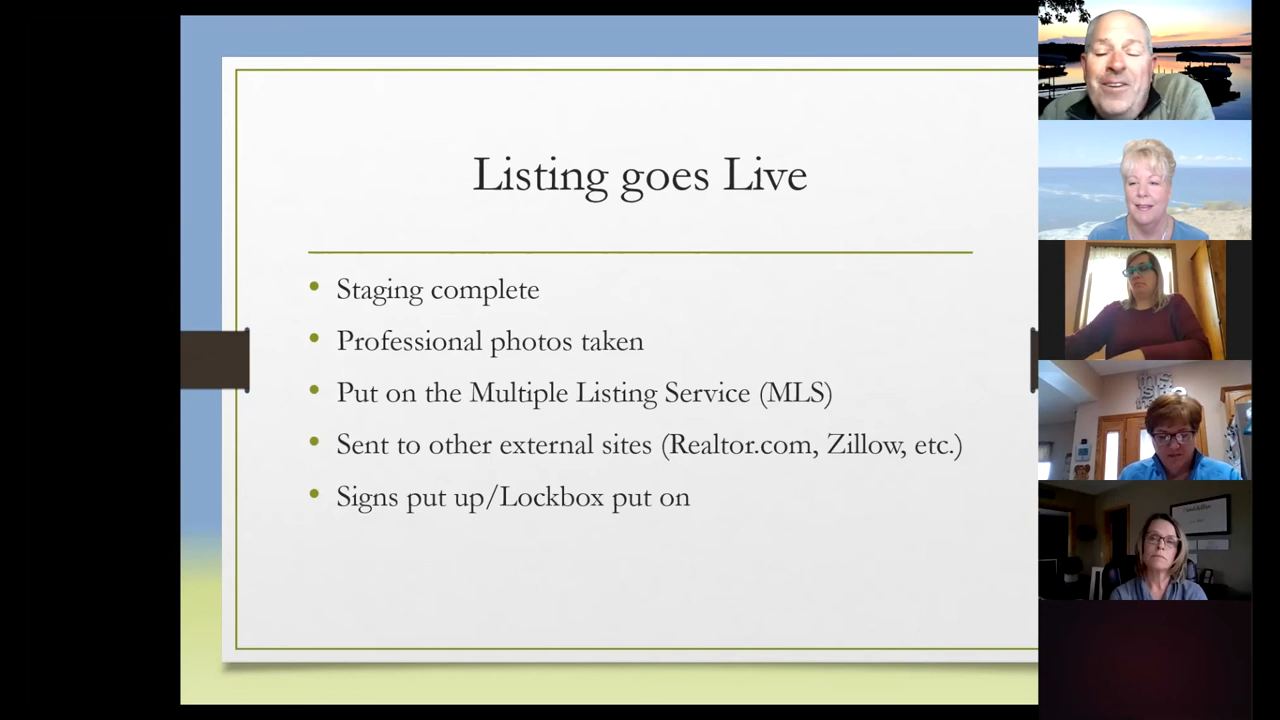 Listing goes Live
• Staging complete
• Professional photos taken
• Put on the Multiple Listing Service (MLS)
• Sent to other external sites (Realtor.com, Zillow, etc.)
• Signs put up/Lockbox put on